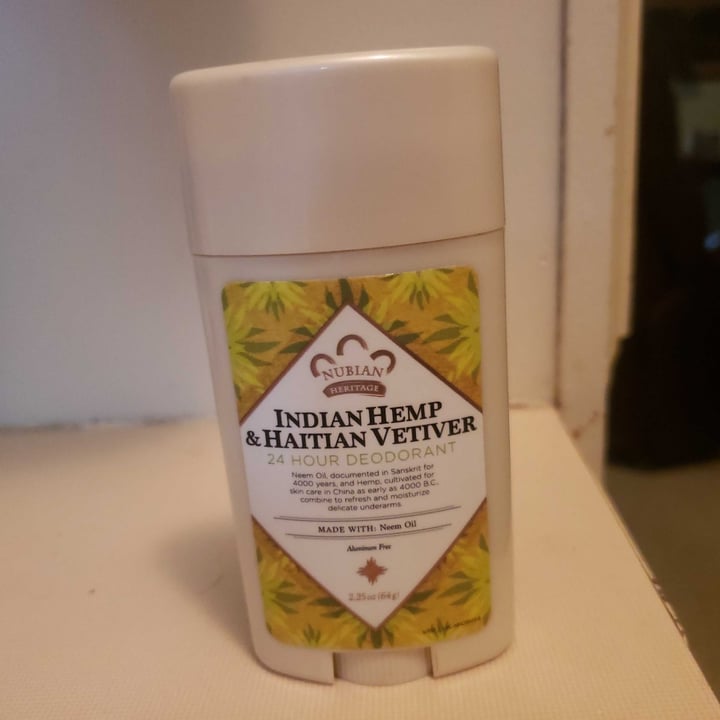 NUBIAN
HERITAGE
INDIAN HEMP
& HAITIAN VETIVER
24 HOUR DEODORANT
Neem Oil, documented in Sanskrit for
4000 years, and Hemp, cultivated for
skin care in China as early as 4000 B.C.,
combine to refresh and moisturize
delicate underarms.
MADE WITH: Neem Oil
Aluminum Free
2.25 oz (64g)